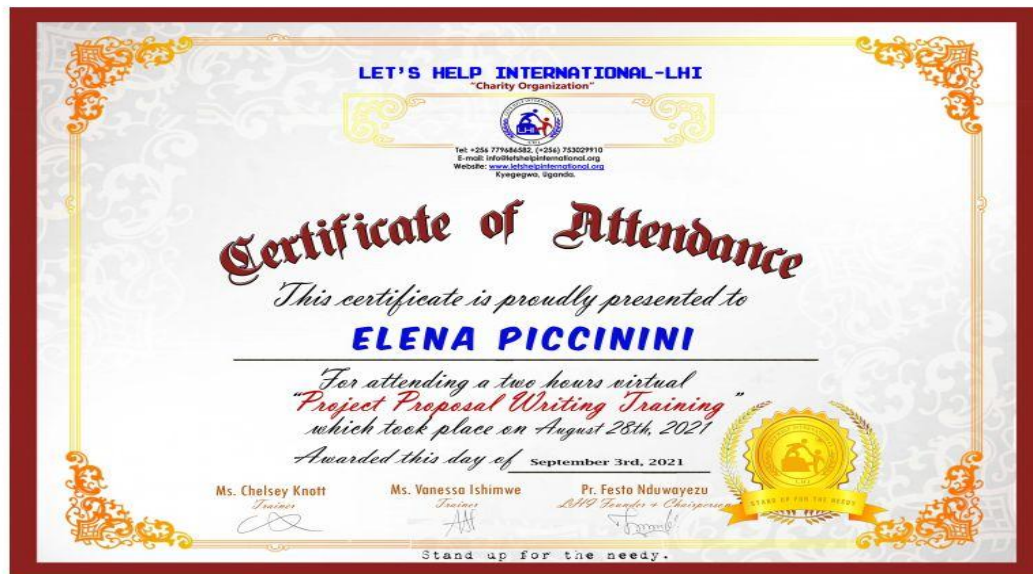 LET'S HELP INTERNATIONAL-LHI
"Charity Organization"
LHI
Tel: +256 779686582, (+256) 753029910
E-mail: info@letshelpinternational.org
Website: www.letshelpinternational.org
Kyegegwa, Uganda.
Certificate of Attendance
This certificate is proudly presented to
ELENA PICCININI
For attending a two hours virtual
"Project Proposal Writing Training"
which took place on August 28th, 2021
Awarded this day of September 3rd, 2021
Ms. Chelsey Knott Ms. Vanessa Ishimwe Pr. Festo Nduwayezu
Trainer Trainer LHI Founder & Chairperson
STAND UP FOR THE NEEDY
Stand up for the needy.